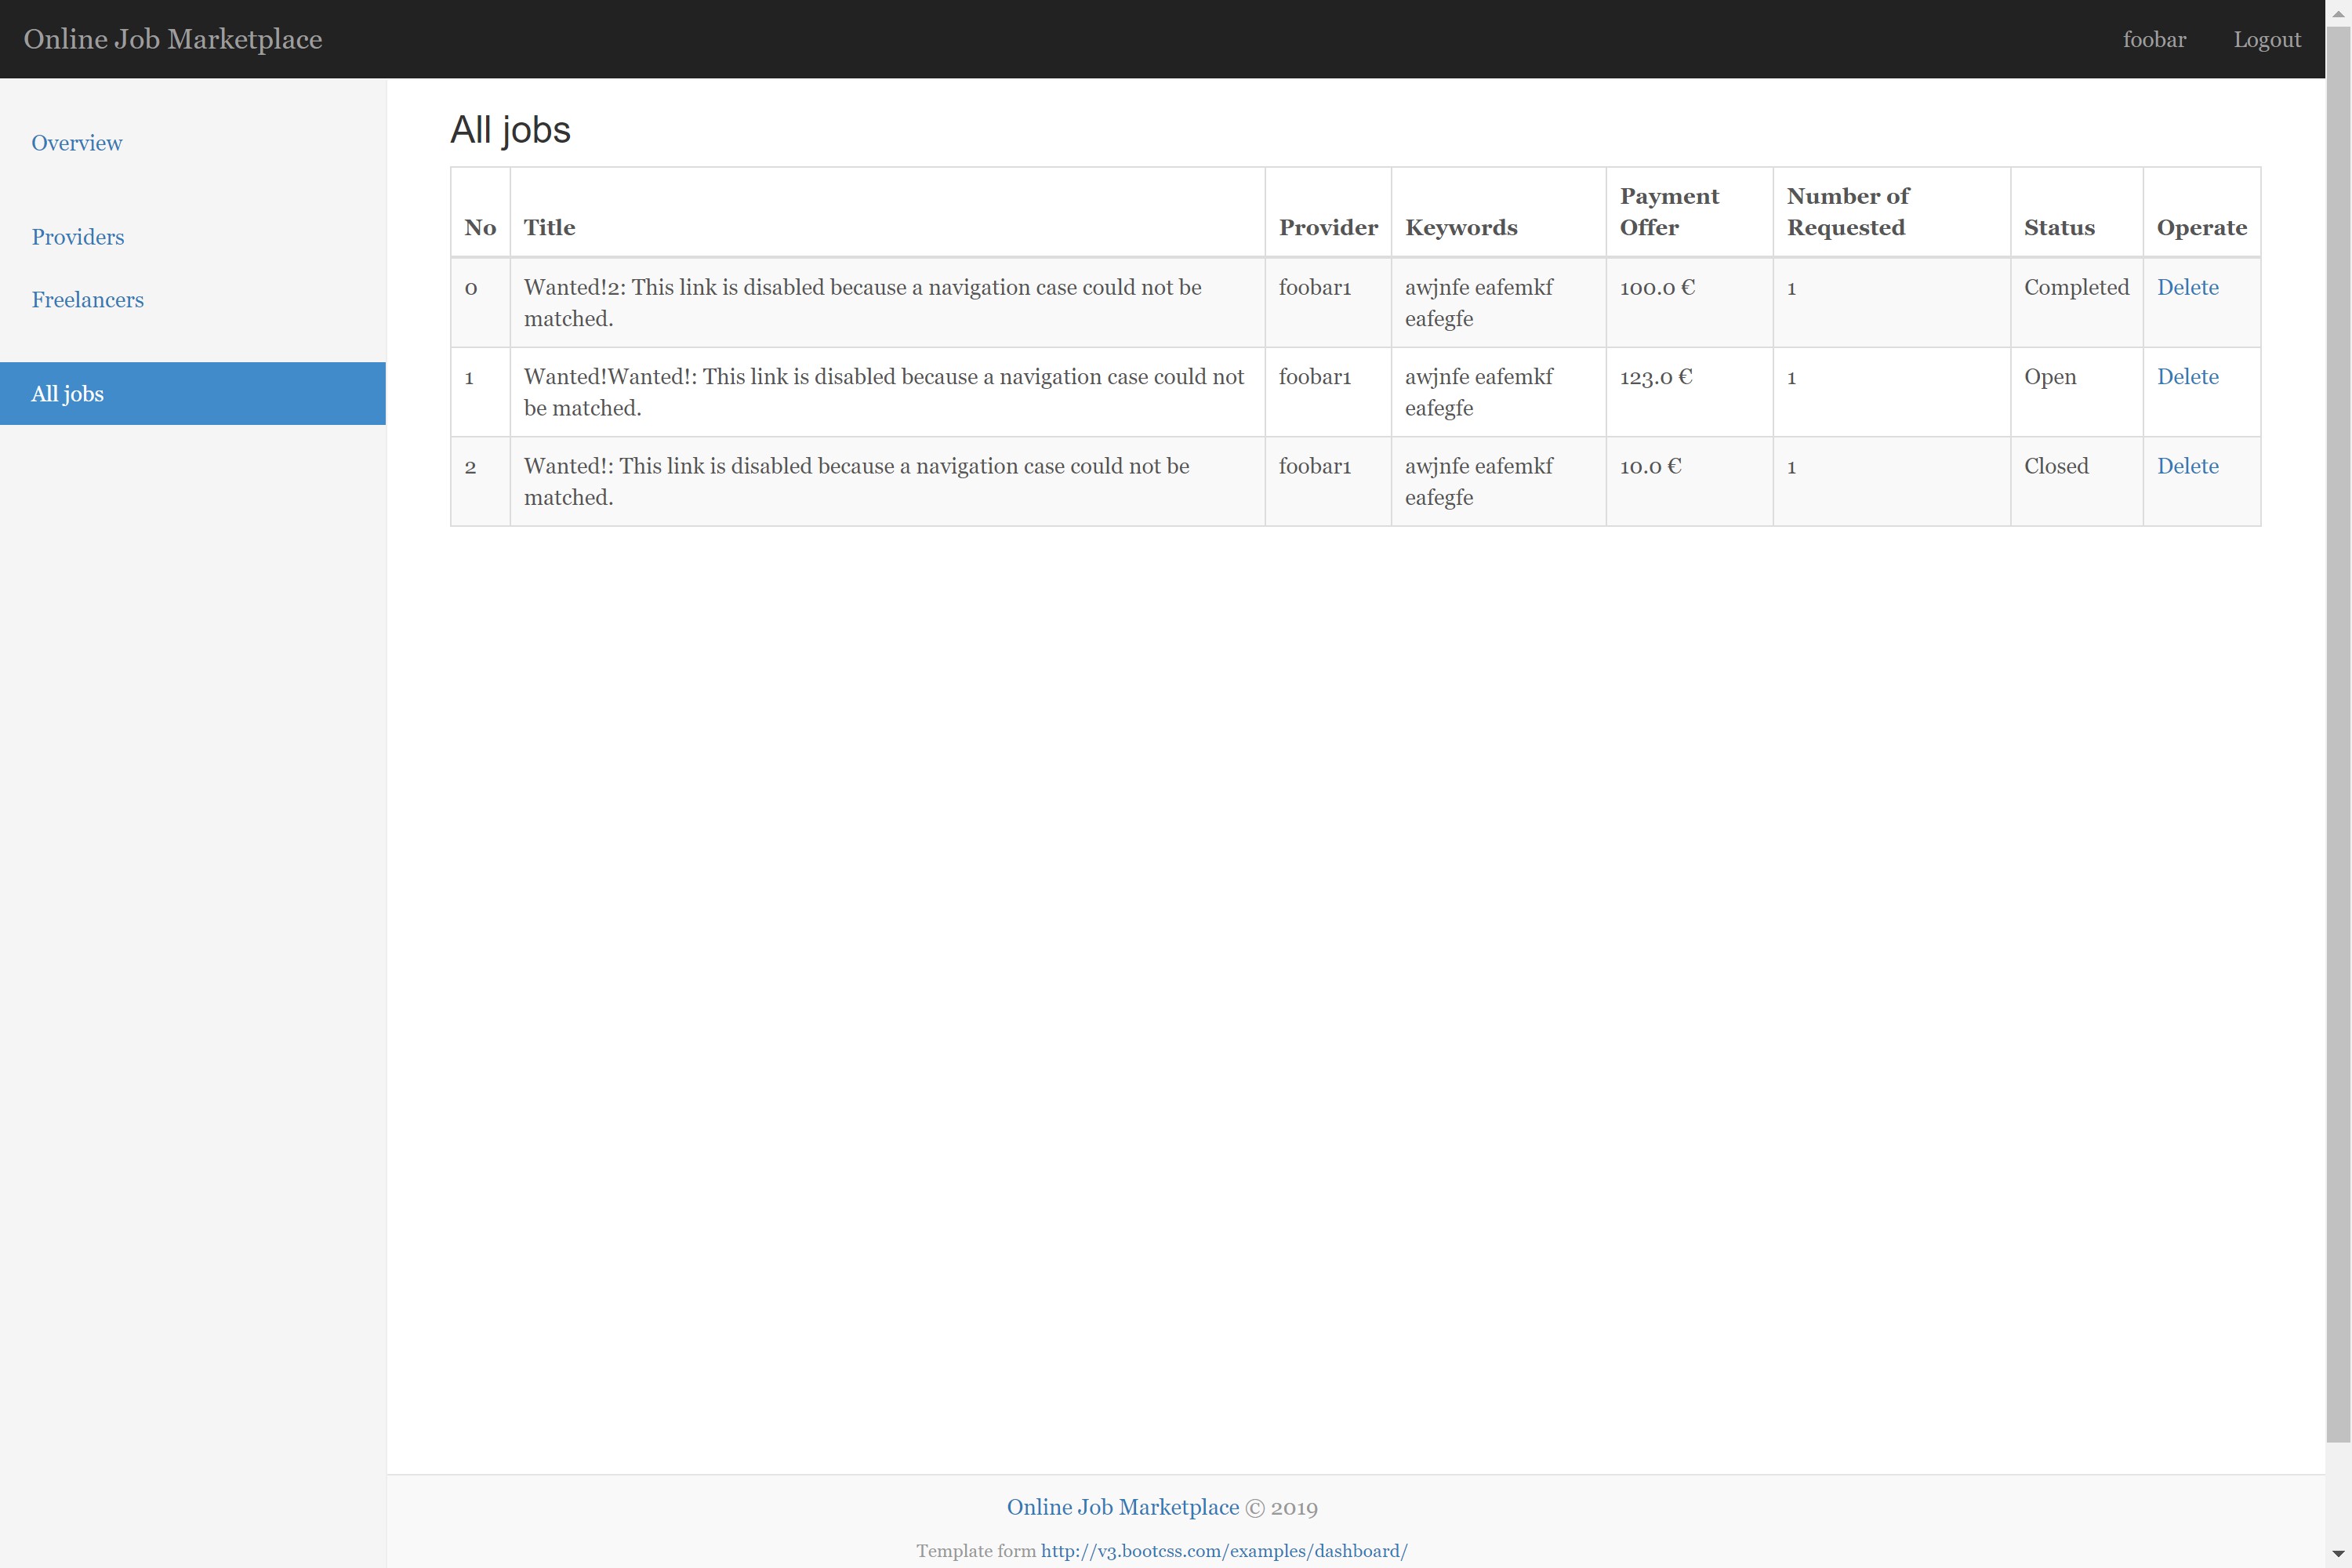 Online Job Marketplace
foobar
Logout
Overview
Providers
Freelancers
All jobs
All jobs
No
Title
Provider
Keywords
Payment
Offer
Number of
Requested
Status
Operate
0
Wanted!2: This link is disabled because a navigation case could not be
matched.
foobar1
awjnfe eafemkf
eafegfe
100.0 €
1
Completed
Delete
1
Wanted!Wanted!: This link is disabled because a navigation case could not
be matched.
foobar1
awjnfe eafemkf
eafegfe
123.0 €
1
Open
Delete
2
Wanted!: This link is disabled because a navigation case could not be
matched.
foobar1
awjnfe eafemkf
eafegfe
10.0 €
1
Closed
Delete
Online Job Marketplace © 2019
Template form http://v3.bootcss.com/examples/dashboard/